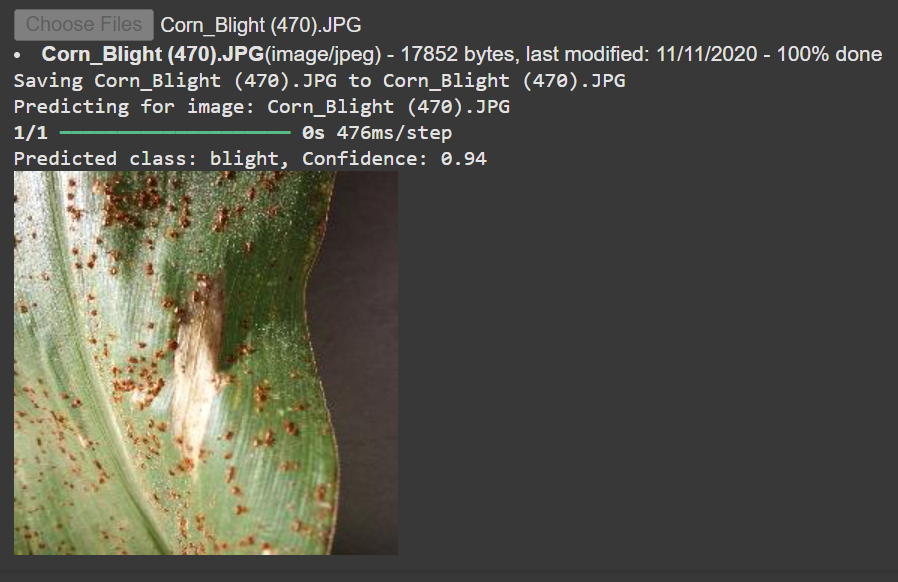 Choose Files Corn_Blight (470).JPG
• Corn_Blight (470).JPG(image/jpeg) - 17852 bytes, last modified: 11/11/2020 - 100% done
Saving Corn_Blight (470).JPG to Corn_Blight (470).JPG
Predicting for image: Corn_Blight (470).JPG
1/1 ━━━━━━━━━━━━━━━━━━━━ 0s 476ms/step
Predicted class: blight, Confidence: 0.94